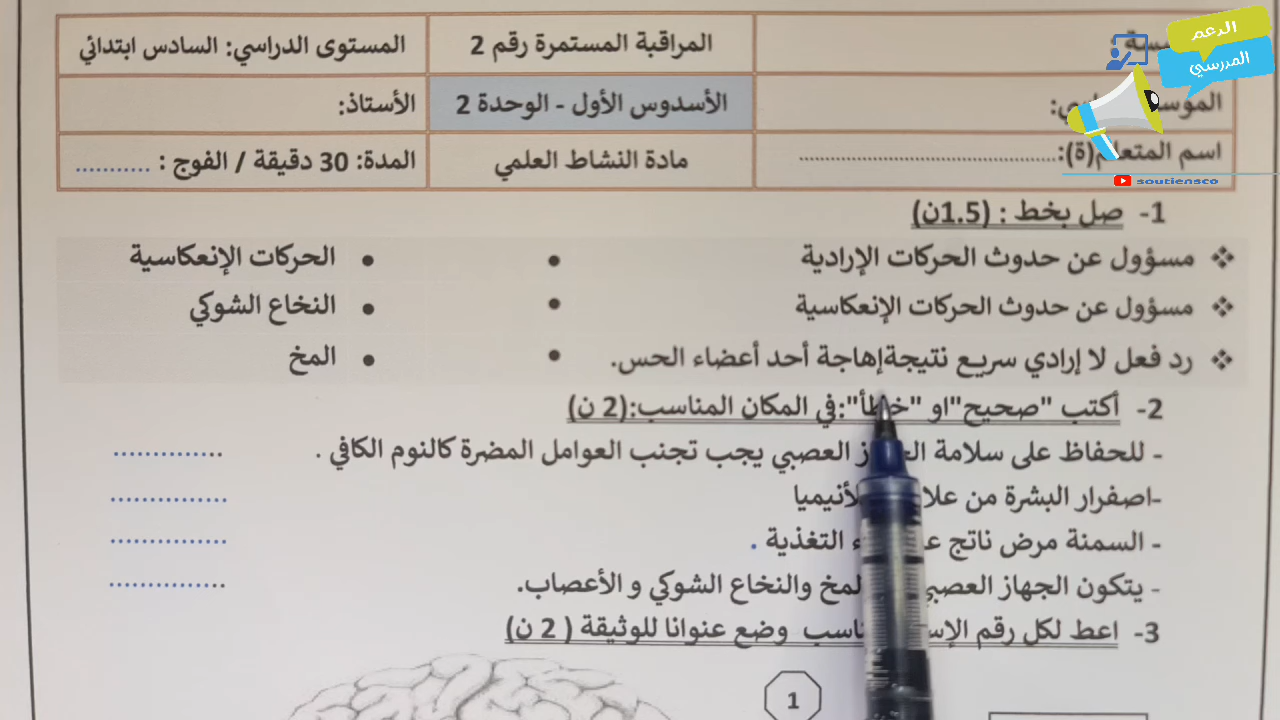 الدعم
المدرسي
soutiensco
المراقبة المستمرة رقم 2
المستوى الدراسي: السادس ابتدائي
الأسدوس الأول - الوحدة 2
الأستاذ:
اسم المتعلم(ة):........................................
مادة النشاط العلمي
المدة: 30 دقيقة / الفوج : ...........
1- صل بخط : (1.5ن)
❖ مسؤول عن حدوث الحركات الإرادية • • الحركات الإنعكاسية
❖ مسؤول عن حدوث الحركات الإنعكاسية • • النخاع الشوكي
❖ رد فعل لا إرادي سريع نتيجةإهاجة أحد أعضاء الحس. • • المخ
2- أكتب "صحيح"او "خطأ":في المكان المناسب:(2 ن)
- للحفاظ على سلامة العصبي يجب تجنب العوامل المضرة كالنوم الكافي . ..............
-اصفرار البشرة من الأنيميا ..............
- السمنة مرض ناتج التغذية . ..............
- يتكون الجهاز العصبي المخ والنخاع الشوكي و الأعصاب. ..............
3- اعط لكل رقم وضع عنوانا للوثيقة ( 2 ن)
1